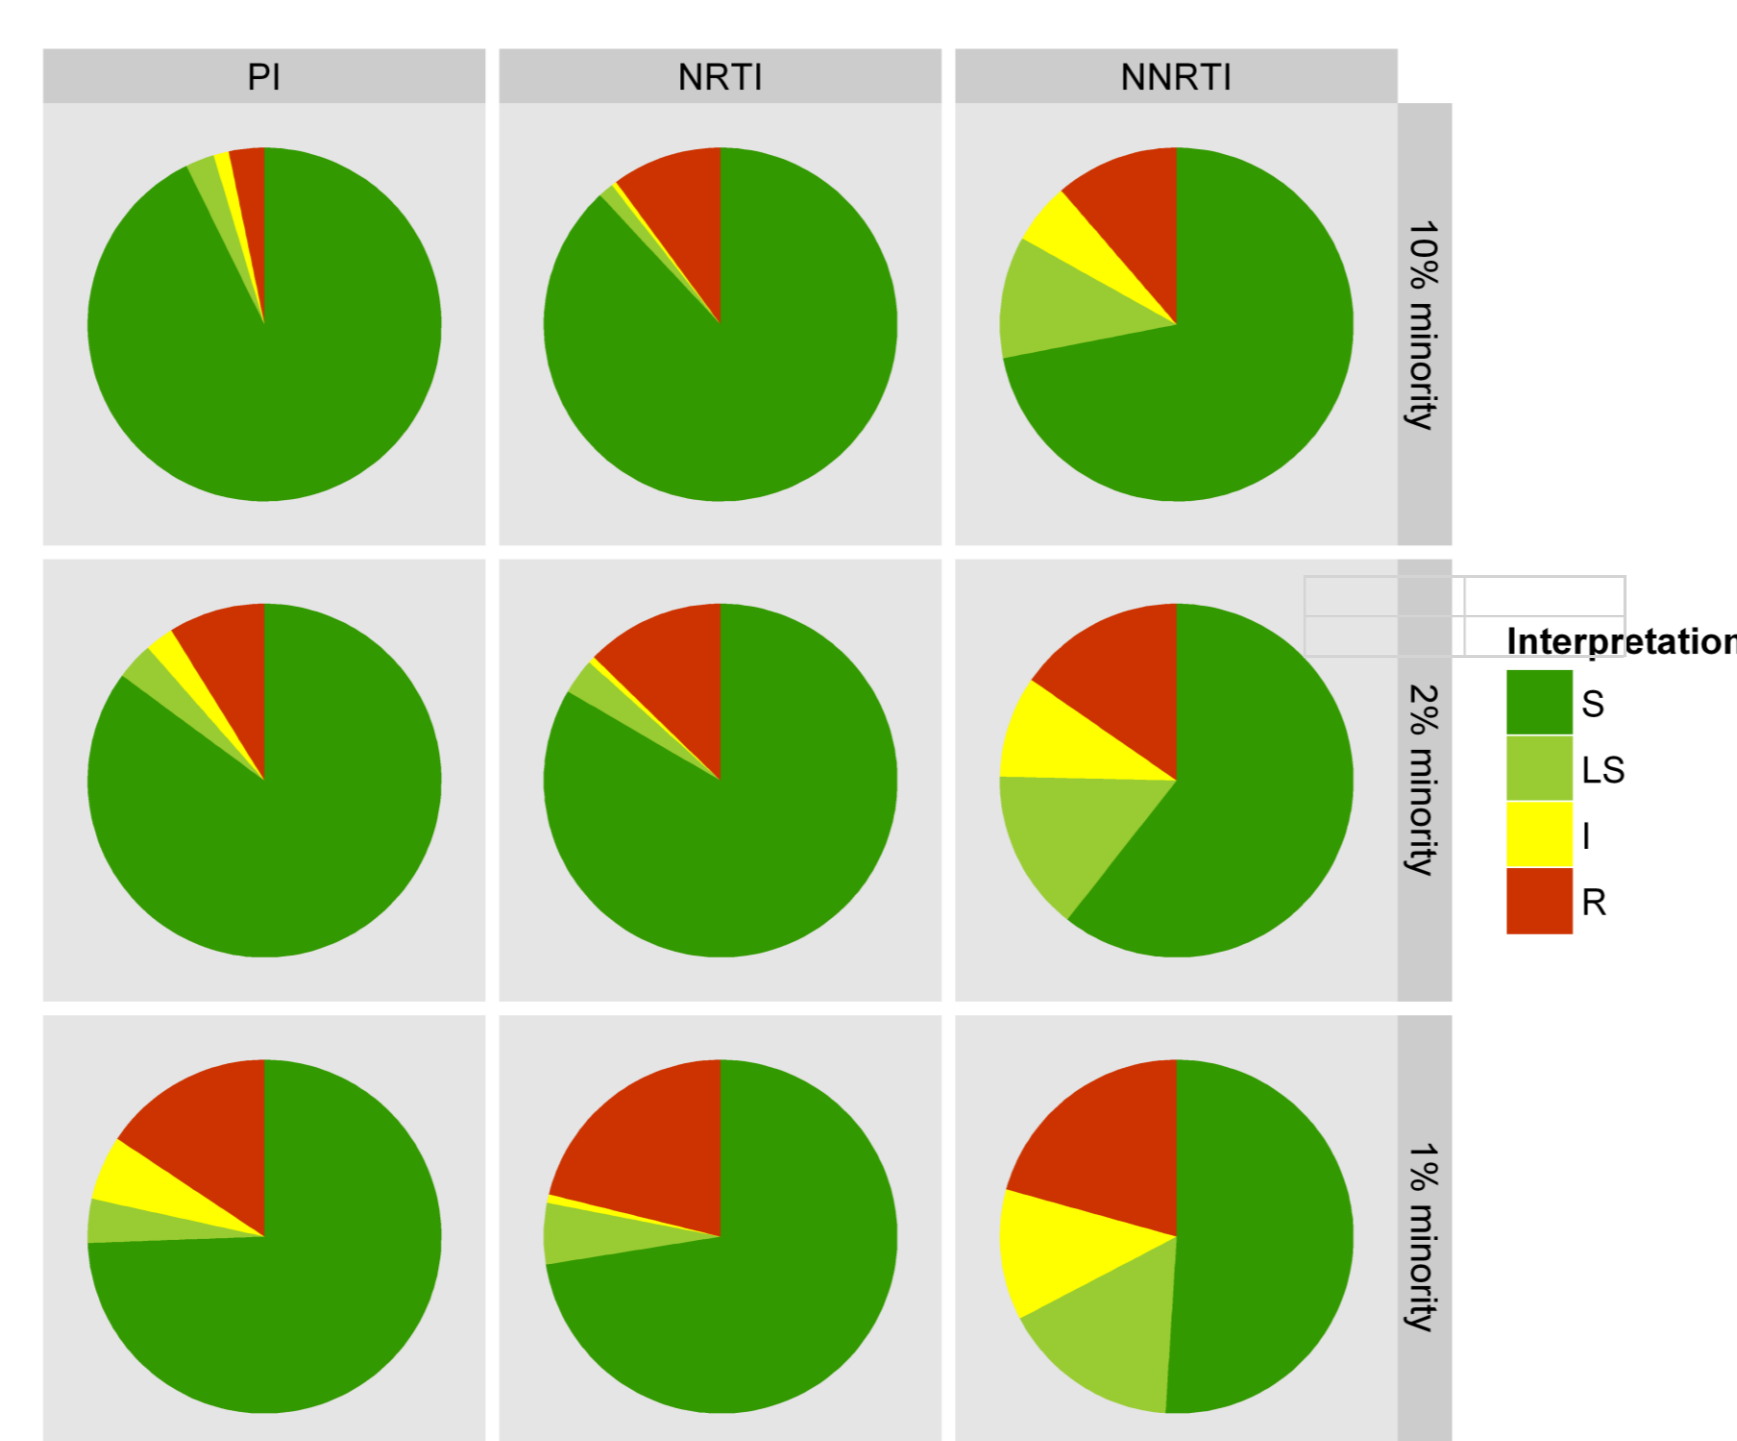 PI
NRTI
NNRTI
10% minority
2% minority
1% minority
Interpretation
S
LS
I
R